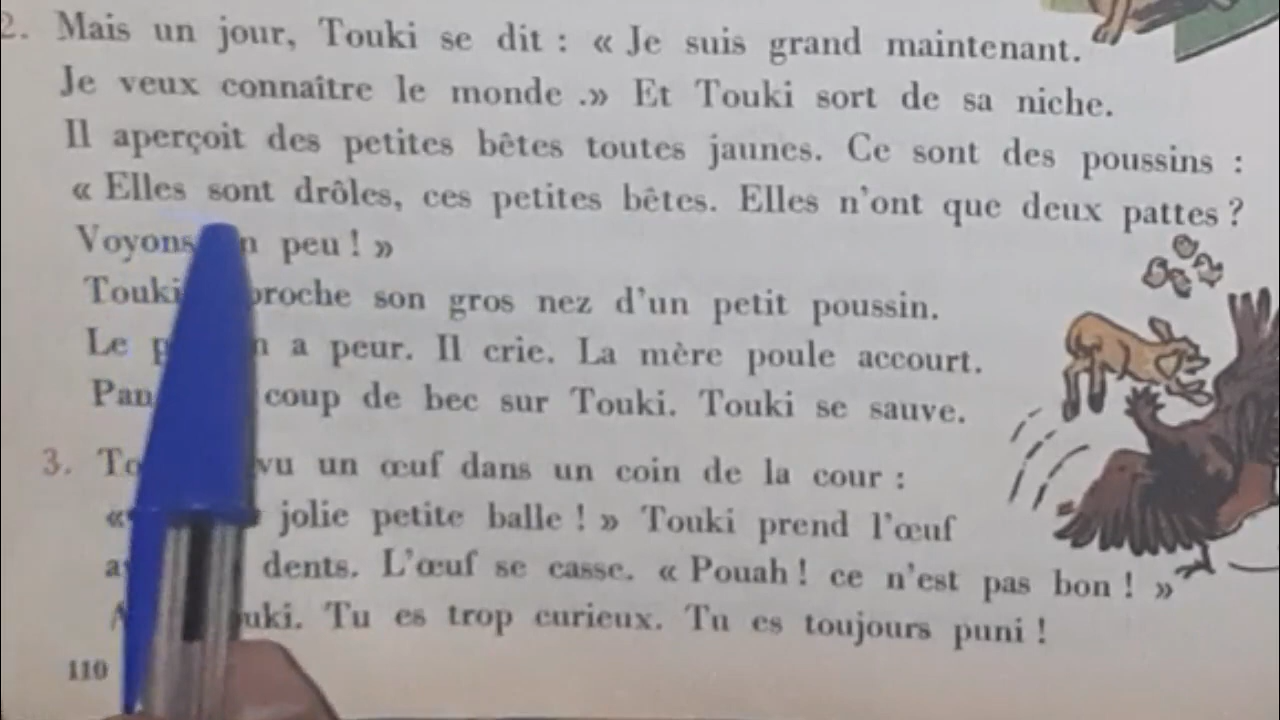 2. Mais un jour, Touki se dit : « Je suis grand maintenant.
Je veux connaître le monde .» Et Touki sort de sa niche.
Il aperçoit des petites bêtes toutes jaunes. Ce sont des poussins :
« Elles sont drôles, ces petites bêtes. Elles n'ont que deux pattes ?
Voyons peu ! »
Touki son gros nez d'un petit poussin.
Le a peur. Il crie. La mère poule accourt.
Pan coup de bec sur Touki. Touki se sauve.
3. vu un œuf dans un coin de la cour :
« jolie petite balle ! » Touki prend l'œuf
dents. L'œuf se casse. « Pouah ! ce n'est pas bon ! »
Tu es trop curieux. Tu es toujours puni !
110